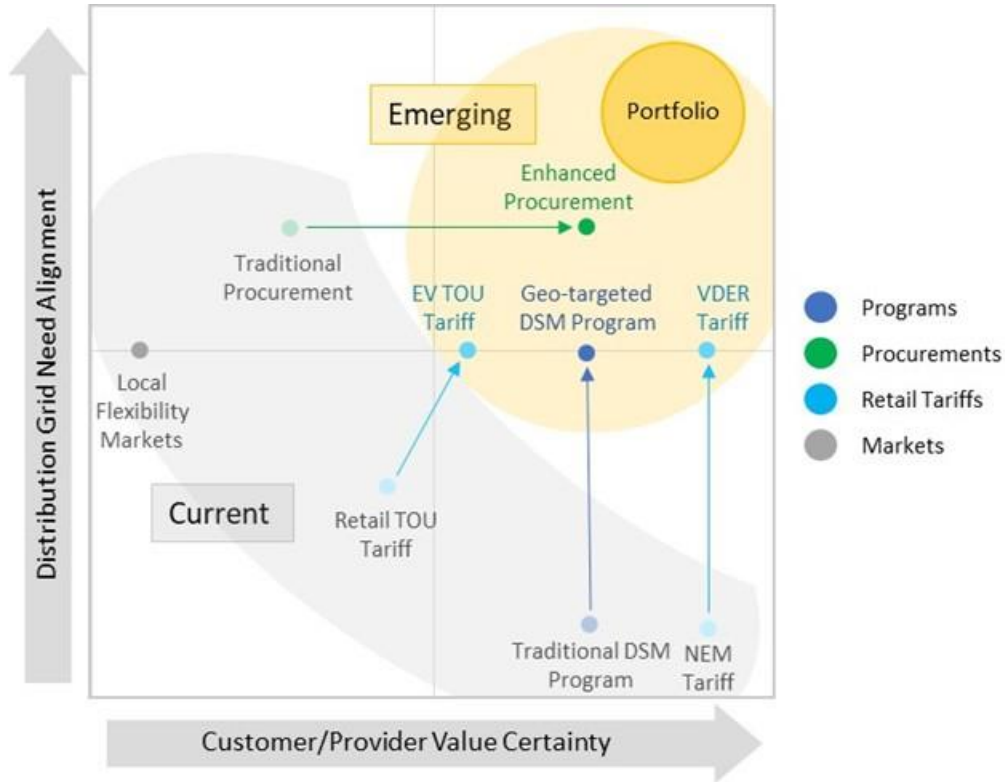 Distribution Grid Need Alignment
Emerging
Portfolio
Enhanced
Procurement
Traditional
Procurement
EV TOU
Tariff
Geo-targeted
DSM Program
VDER
Tariff
Local
Flexibility
Markets
Current
Retail TOU
Tariff
Traditional DSM
Program
NEM
Tariff
Programs
Procurements
Retail Tariffs
Markets
Customer/Provider Value Certainty